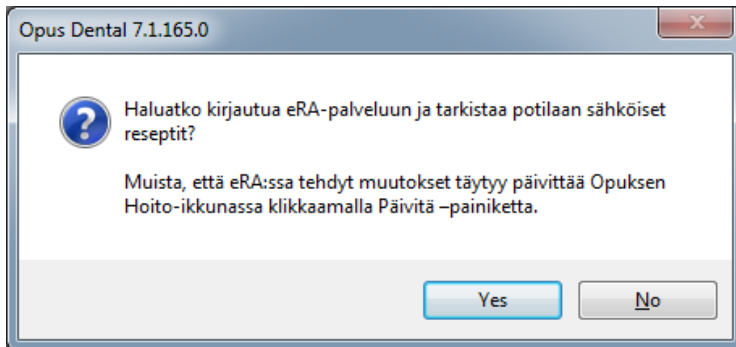 Opus Dental 7.1.165.0
Haluatko kirjautua eRA-palveluun ja tarkistaa potilaan sähköiset
reseptit?
Muista, että eRA:ssa tehdyt muutokset täytyy päivittää Opuksen
Hoito-ikkunassa klikkaamalla Päivitä –painiketta.
Yes
No